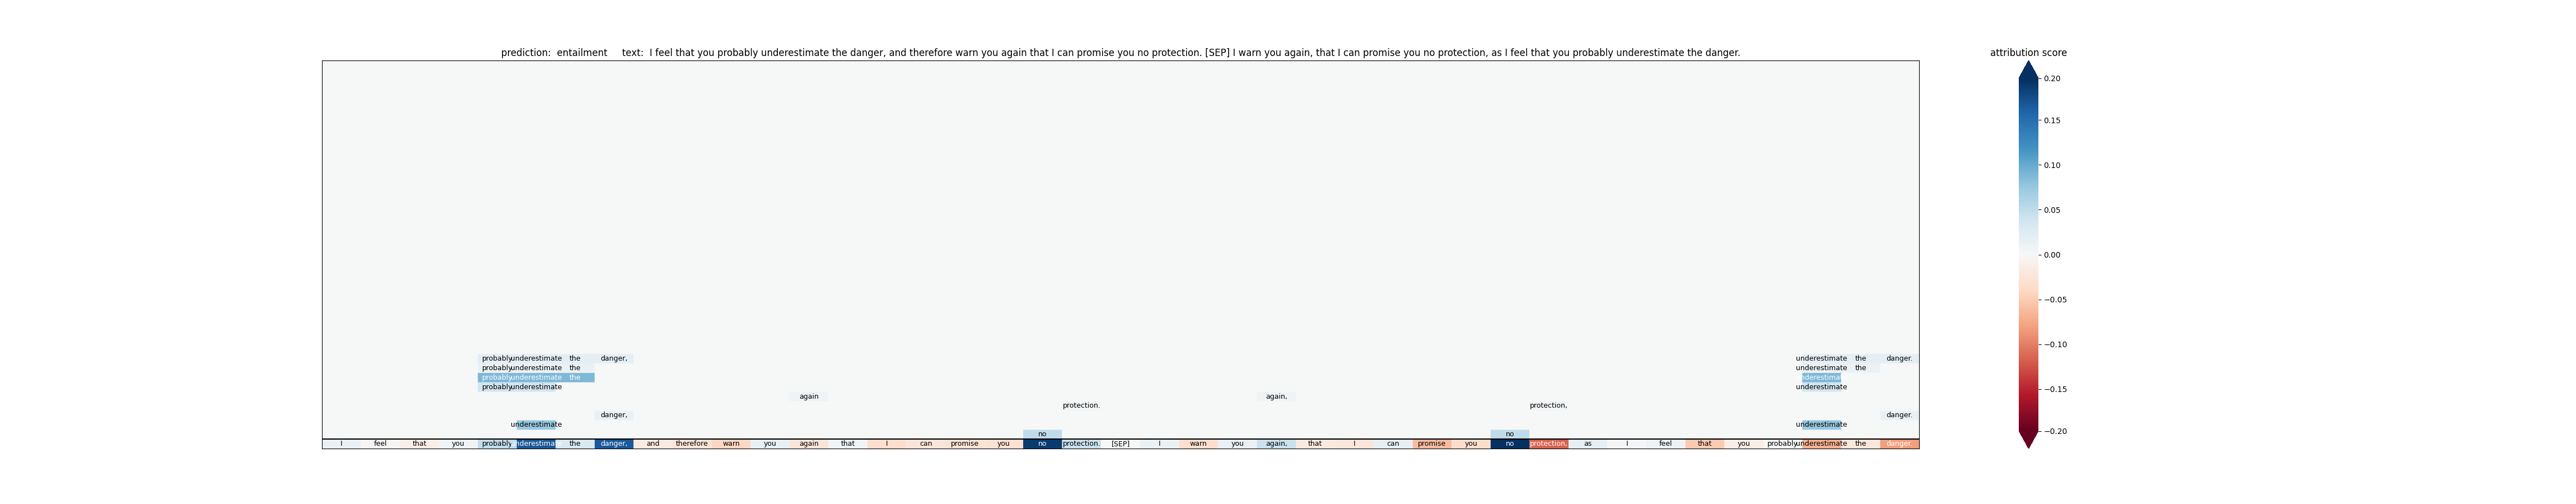 prediction:  entailment     text:  I feel that you probably underestimate the danger, and therefore warn you again that I can promise you no protection. [SEP] I warn you again, that I can promise you no protection, as I feel that you probably underestimate the danger.
attribution score
0.20
0.15
0.10
0.05
0.00
−0.05
−0.10
−0.15
−0.20
probably underestimate the danger, underestimate the danger.
probably underestimate the underestimate the
probably underestimate the underestimate
probably underestimate underestimate
again again,
protection. protection,
danger, danger.
underestimate underestimate
no no
I feel that you probably underestimate the danger, and therefore warn you again that I can promise you no protection. [SEP] I warn you again, that I can promise you no protection, as I feel that you probably underestimate the danger.